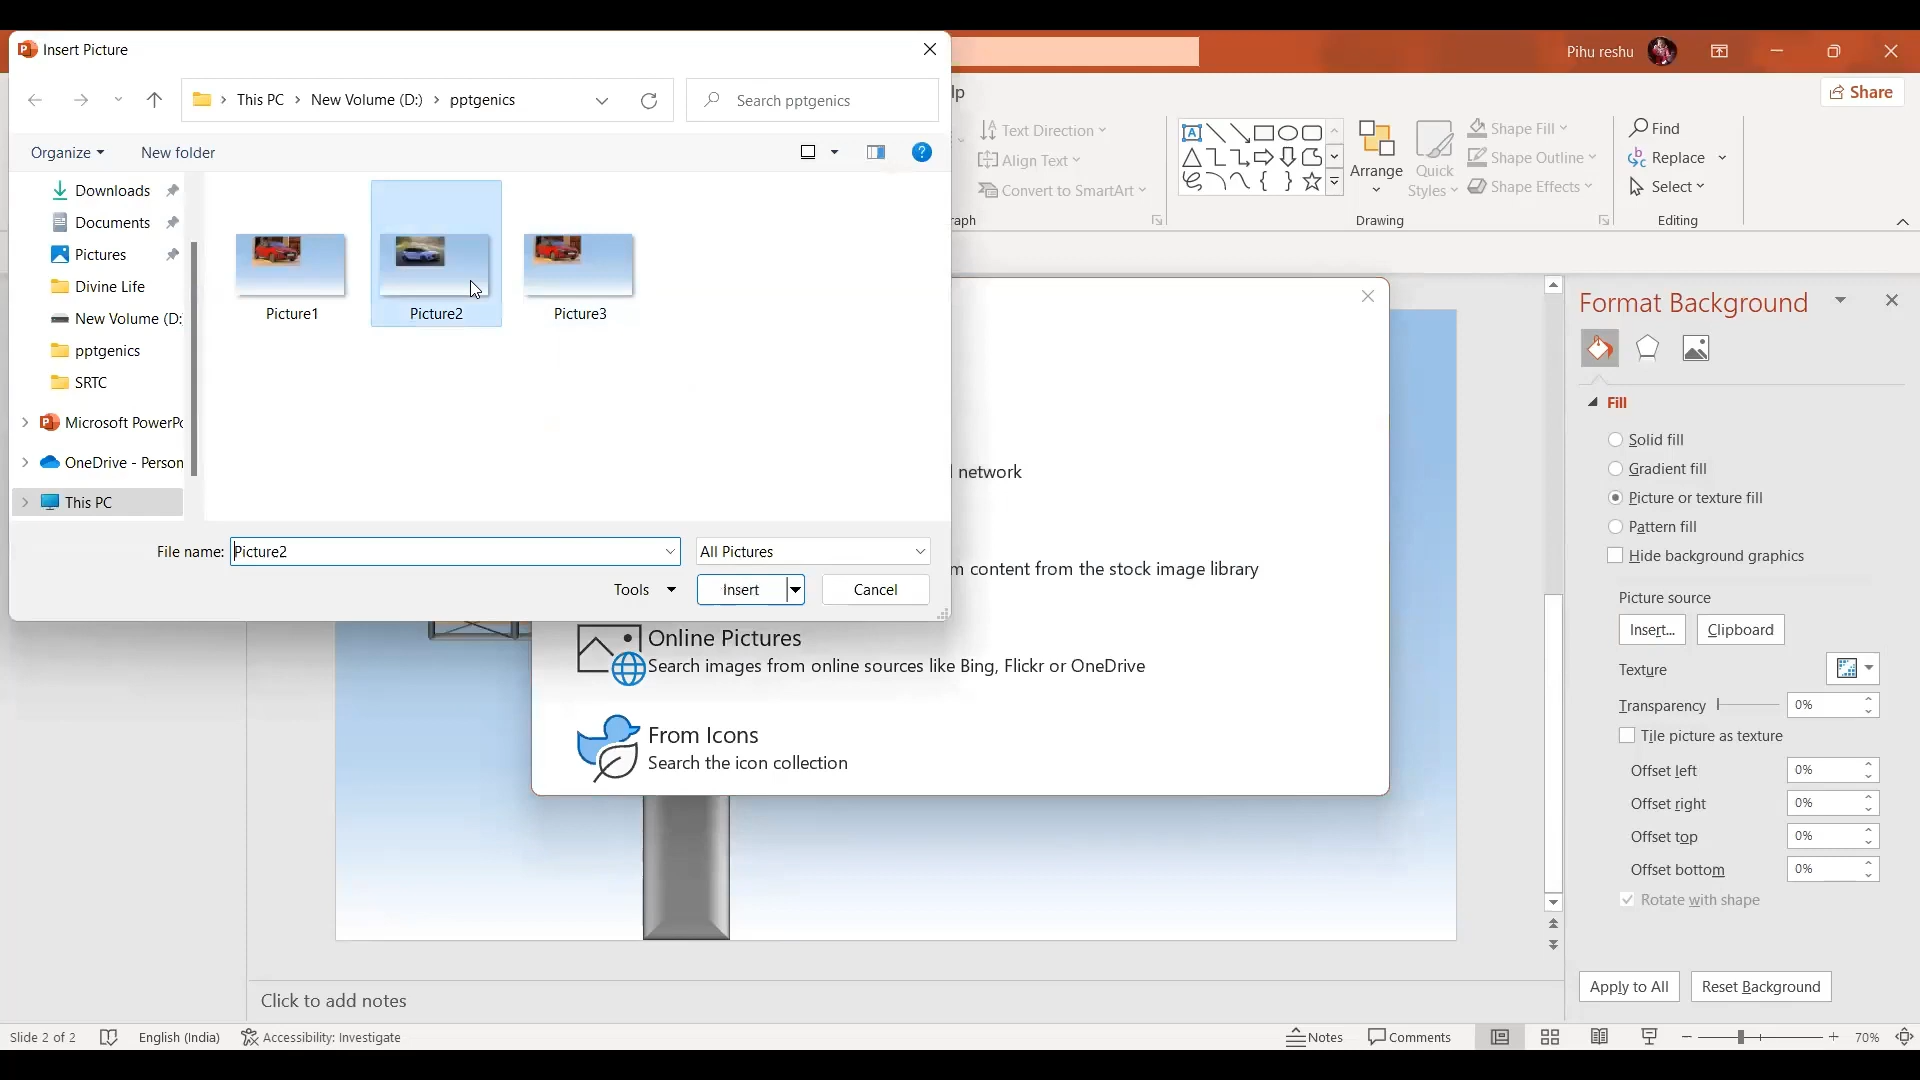 Insert Picture
This PC > New Volume (D:) > pptgenics
Search pptgenics
Organize
New folder
Downloads
Documents
Pictures
Divine Life
New Volume (D:
pptgenics
SRTC
Microsoft PowerPo
OneDrive - Person
This PC
Picture1
Picture2
Picture3
File name: Picture2
All Pictures
Tools
Insert
Cancel
Pihu reshu
lp
Share
Text Direction
Align Text
Convert to SmartArt
raph
Arrange
Quick Styles
Shape Fill
Shape Outline
Shape Effects
Drawing
Find
Replace
Select
Editing
network
m content from the stock image library
Online Pictures
Search images from online sources like Bing, Flickr or OneDrive
From Icons
Search the icon collection
Format Background
Fill
Solid fill
Gradient fill
Picture or texture fill
Pattern fill
Hide background graphics
Picture source
Insert...
Clipboard
Texture
Transparency 0%
Tile picture as texture
Offset left 0%
Offset right 0%
Offset top 0%
Offset bottom 0%
Rotate with shape
Apply to All
Reset Background
Click to add notes
Slide 2 of 2
English (India)
Accessibility: Investigate
Notes
Comments
70%